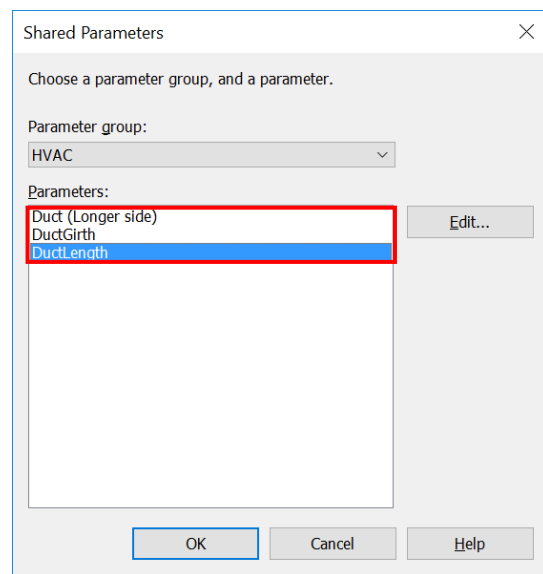 Shared Parameters
Choose a parameter group, and a parameter.
Parameter group:
HVAC
Parameters:
Duct (Longer side)
DuctGirth
DuctLength
Edit...
OK
Cancel
Help